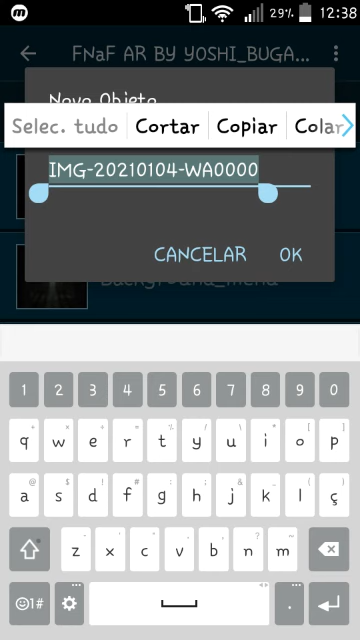 29% 12:38
FNaF AR BY YOSHI_BUGA...
Novo Objeto
Selec. tudo Cortar Copiar Colar
IMG-20210104-WA0000
CANCELAR OK
Background_menu
1 2 3 4 5 6 7 8 9 0
q w e r t y u i o p
a s d f g h j k l ç
z x c v b n m
1# .